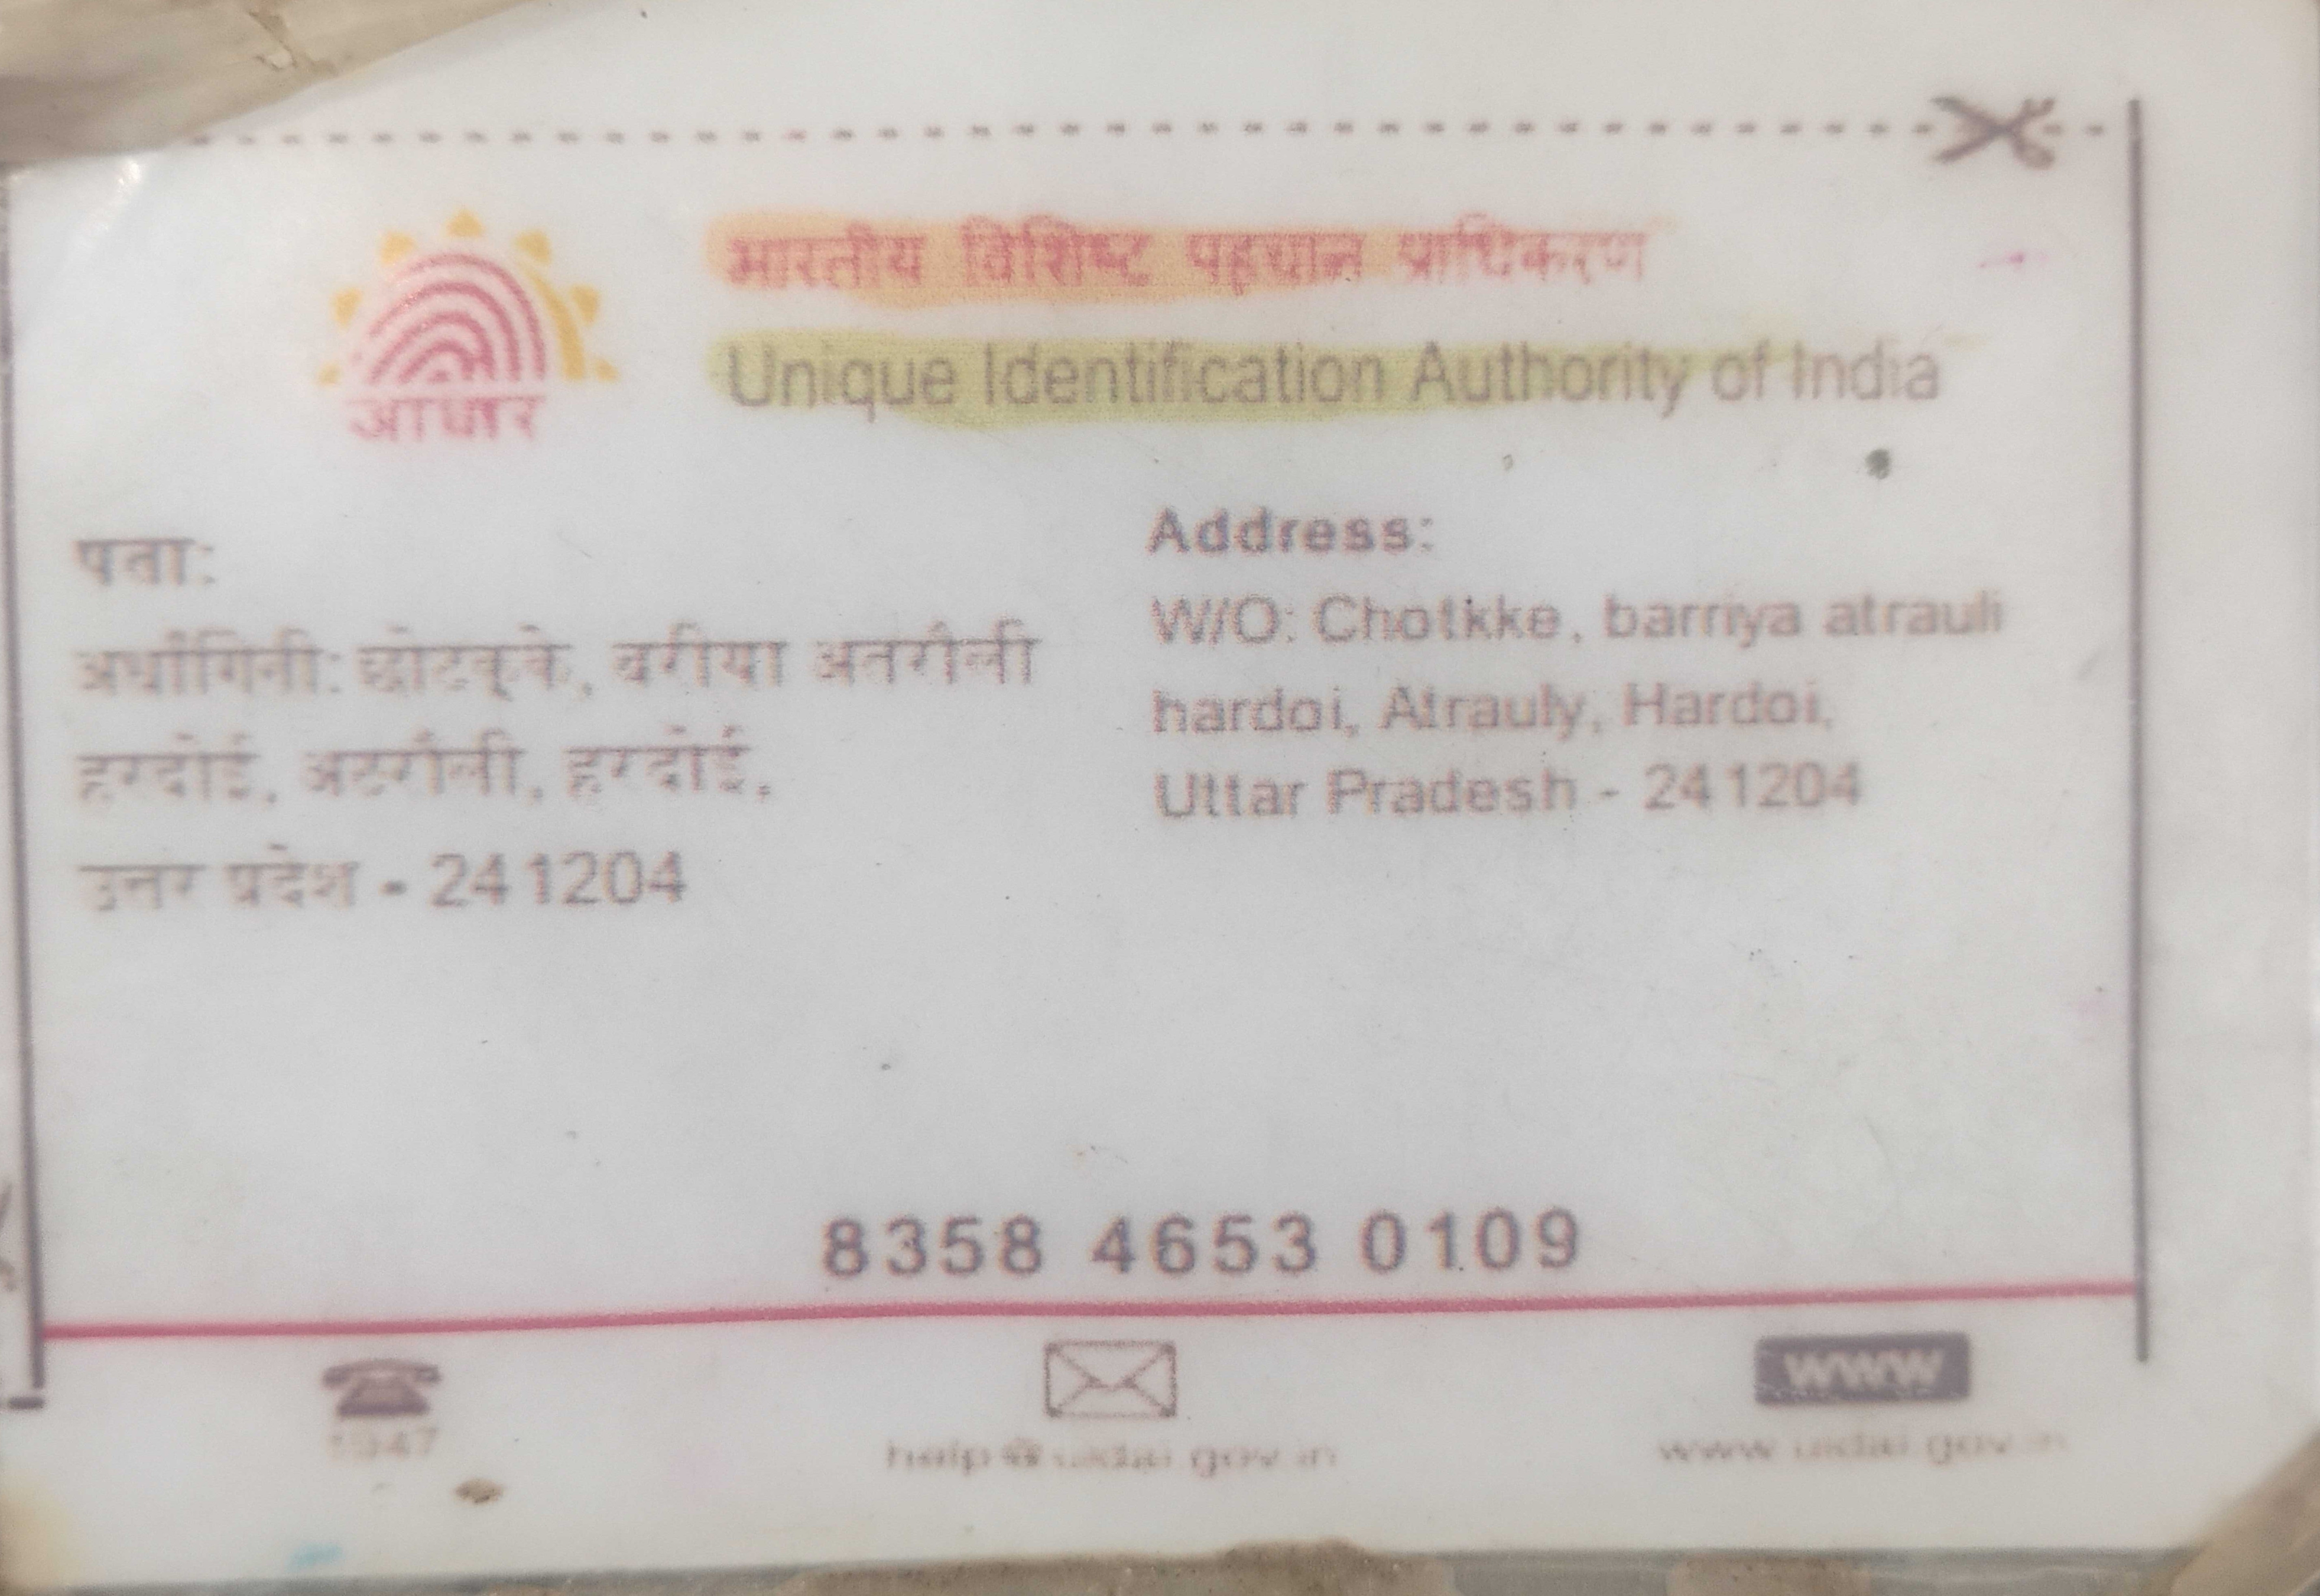 भारतीय विशिष्ट पहचान प्राधिकरण
Unique Identification Authority of India
आधार
पता:
अर्धांगिनी: छोटक्के, वरीया अतरौली
हरदोई, अटरौली, हरदोई,
उत्तर प्रदेश - 241204
Address:
W/O: Chotkke, barriya atrauli
hardoi, Atrauly, Hardoi,
Uttar Pradesh - 241204
8358 4653 0109
1947
help@uidai.gov.in
www
www.uidai.gov.in